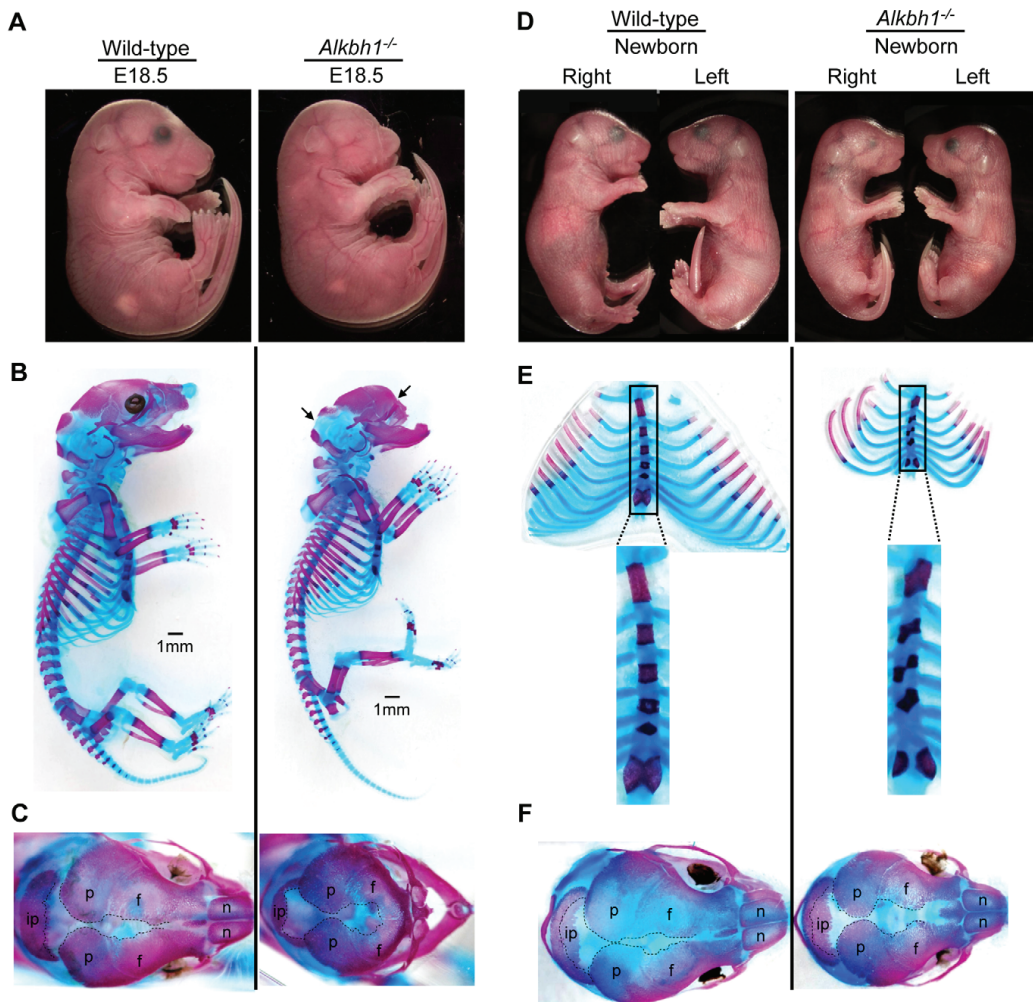 A
Wild-type
E18.5
Alkbh1-/-
E18.5
D
Wild-type
Newborn
Right Left
Alkbh1-/-
Newborn
Right Left
B
1mm
1mm
E
C
ip p f n
p f n
ip p f
p f
F
ip p f n
p f n
ip p f n
p f n